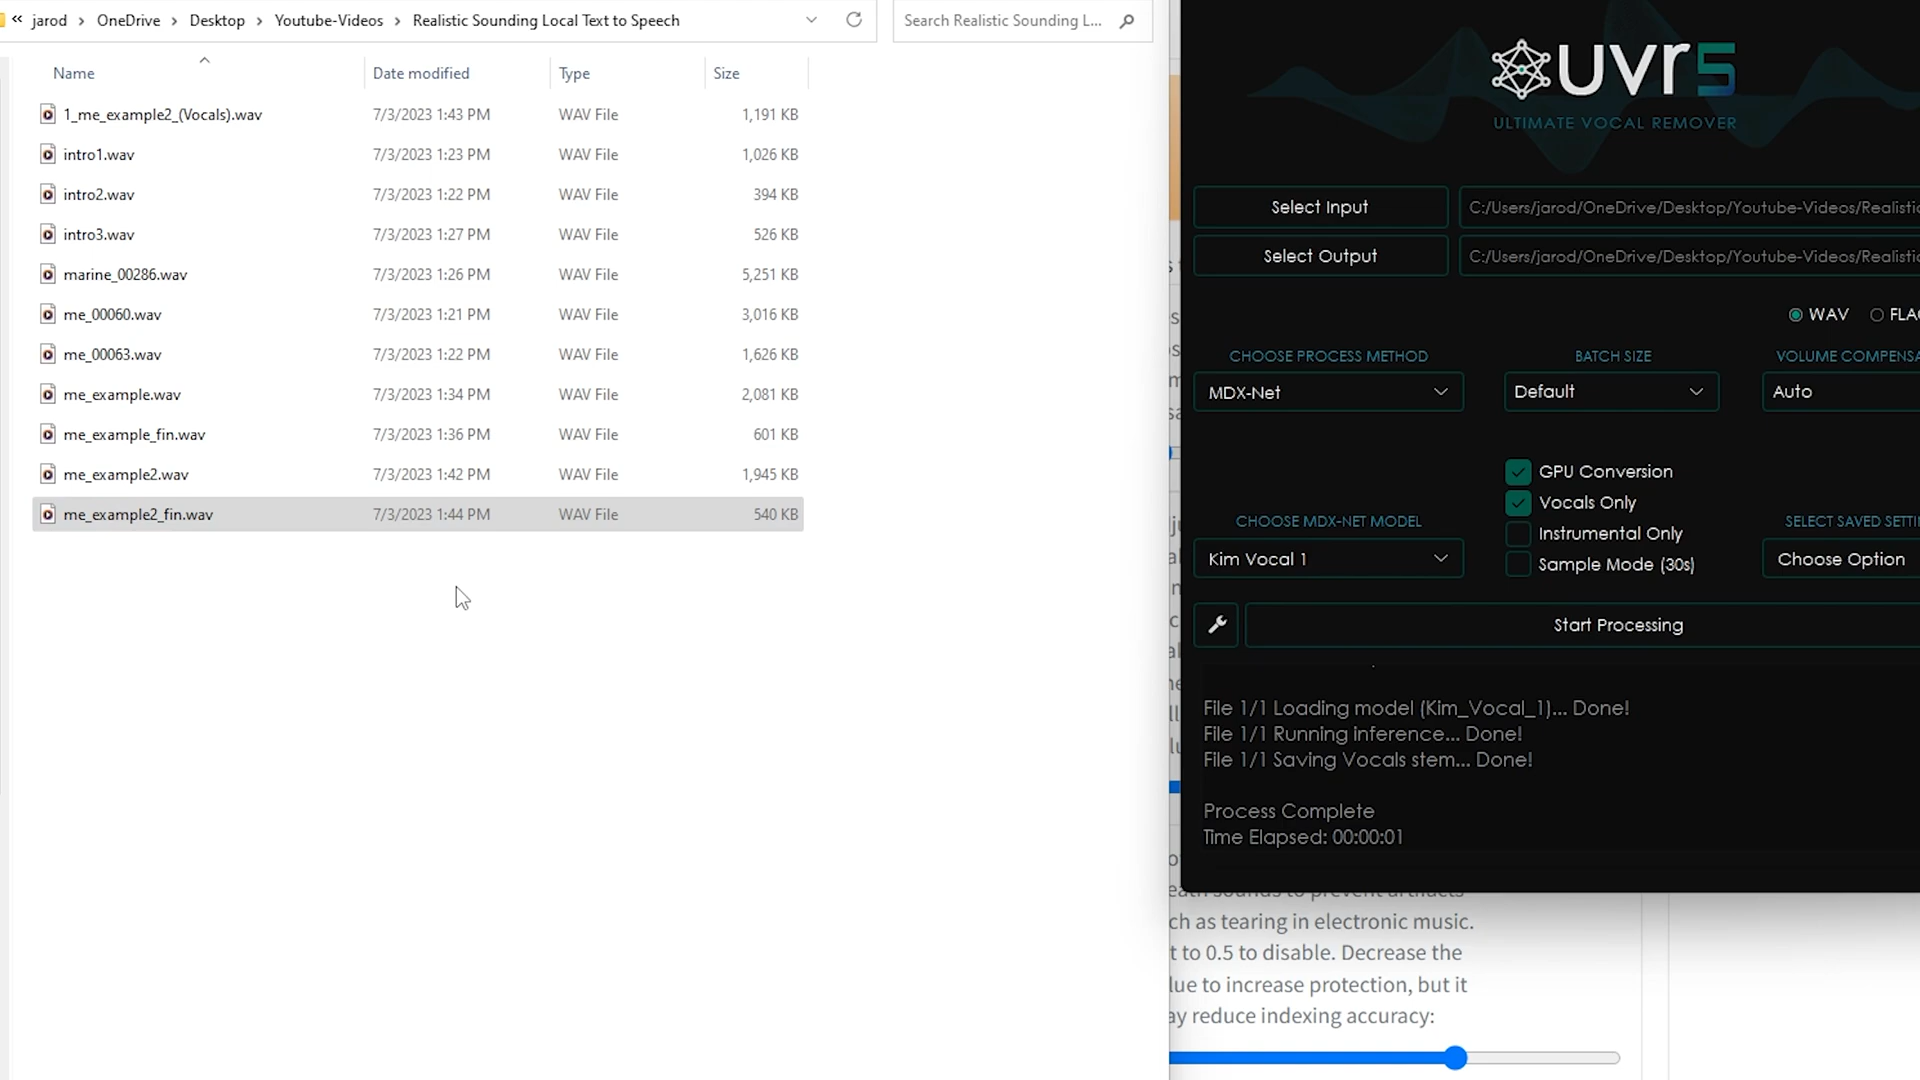 « jarod > OneDrive > Desktop > Youtube-Videos > Realistic Sounding Local Text to Speech
Search Realistic Sounding L...
Name Date modified Type Size
1_me_example2_(Vocals).wav 7/3/2023 1:43 PM WAV File 1,191 KB
intro1.wav 7/3/2023 1:23 PM WAV File 1,026 KB
intro2.wav 7/3/2023 1:22 PM WAV File 394 KB
intro3.wav 7/3/2023 1:27 PM WAV File 526 KB
marine_00286.wav 7/3/2023 1:26 PM WAV File 5,251 KB
me_00060.wav 7/3/2023 1:21 PM WAV File 3,016 KB
me_00063.wav 7/3/2023 1:22 PM WAV File 1,626 KB
me_example.wav 7/3/2023 1:34 PM WAV File 2,081 KB
me_example_fin.wav 7/3/2023 1:36 PM WAV File 601 KB
me_example2.wav 7/3/2023 1:42 PM WAV File 1,945 KB
me_example2_fin.wav 7/3/2023 1:44 PM WAV File 540 KB
uvr5
ULTIMATE VOCAL REMOVER
Select Input C:/Users/jarod/OneDrive/Desktop/Youtube-Videos/Realistic
Select Output C:/Users/jarod/OneDrive/Desktop/Youtube-Videos/Realistic
WAV FLAC
CHOOSE PROCESS METHOD BATCH SIZE VOLUME COMPENSA
MDX-Net Default Auto
GPU Conversion
Vocals Only
CHOOSE MDX-NET MODEL Instrumental Only SELECT SAVED SETTI
Kim Vocal 1 Sample Mode (30s) Choose Option
Start Processing
File 1/1 Loading model (Kim_Vocal_1)... Done!
File 1/1 Running inference... Done!
File 1/1 Saving Vocals stem... Done!
Process Complete
Time Elapsed: 00:00:01
eath sounds to prevent artifacts
ch as tearing in electronic music.
t to 0.5 to disable. Decrease the
lue to increase protection, but it
ay reduce indexing accuracy: